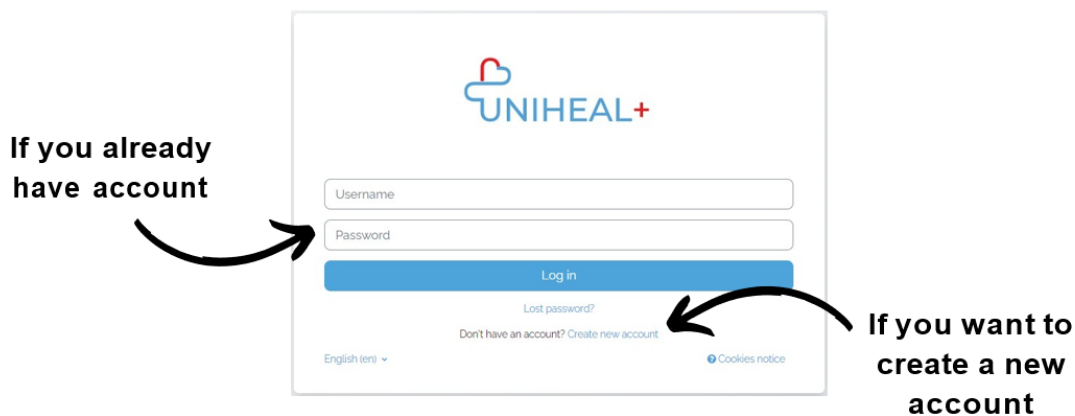 UNIHEAL+
If you already
have account
Username
Password
Log in
Lost password?
Don't have an account? Create new account
English (en)
Cookies notice
If you want to
create a new
account